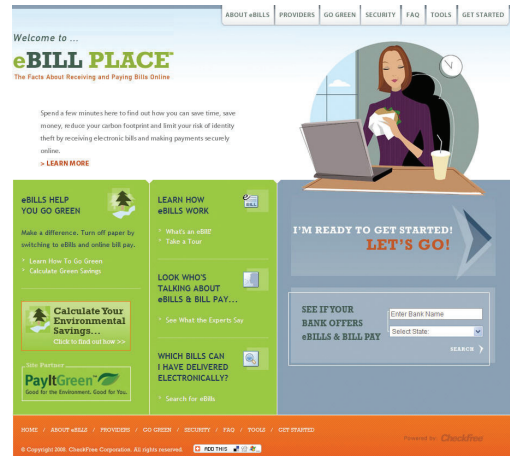 ABOUT eBILLS PROVIDERS GO GREEN SECURITY FAQ TOOLS GET STARTED
Welcome to ...
eBILL PLACE
The Facts About Receiving and Paying Bills Online
Spend a few minutes here to find out how you can save time, save
money, reduce your carbon footprint and limit your risk of identity
theft by receiving electronic bills and making payments securely
online.
> LEARN MORE
eBILLS HELP
YOU GO GREEN
Make a difference. Turn off paper by
switching to eBills and online bill pay.
Learn How To Go Green
Calculate Green Savings
Calculate Your
Environmental
Savings...
Click to find out how >>
Site Partner
PayItGreen
Good for the Environment. Good for You.
LEARN HOW
eBILLS WORK
e BILL
What's an eBill?
Take a Tour
LOOK WHO'S
TALKING ABOUT
eBILLS & BILL PAY...
See What the Experts Say
WHICH BILLS CAN
I HAVE DELIVERED
ELECTRONICALLY?
Search for eBills
I'M READY TO GET STARTED!
LET'S GO!
SEE IF YOUR
BANK OFFERS
eBILLS & BILL PAY
Enter Bank Name
Select State:
SEARCH
HOME / ABOUT eBILLS / PROVIDERS / GO GREEN / SECURITY / FAQ / TOOLS / GET STARTED
Powered by CheckFree
© Copyright 2008. CheckFree Corporation. All rights reserved. ADD THIS